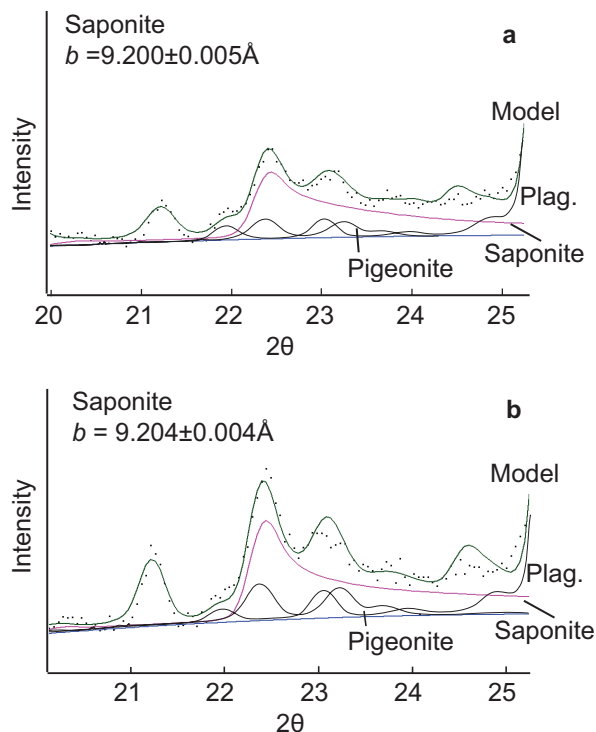 Saponite
b =9.200±0.005Å
a
Model
Plag.
Saponite
Pigeonite
Intensity
20 21 22 23 24 25
2θ
Saponite
b = 9.204±0.004Å
b
Model
Plag.
Saponite
Pigeonite
Intensity
21 22 23 24 25
2θ